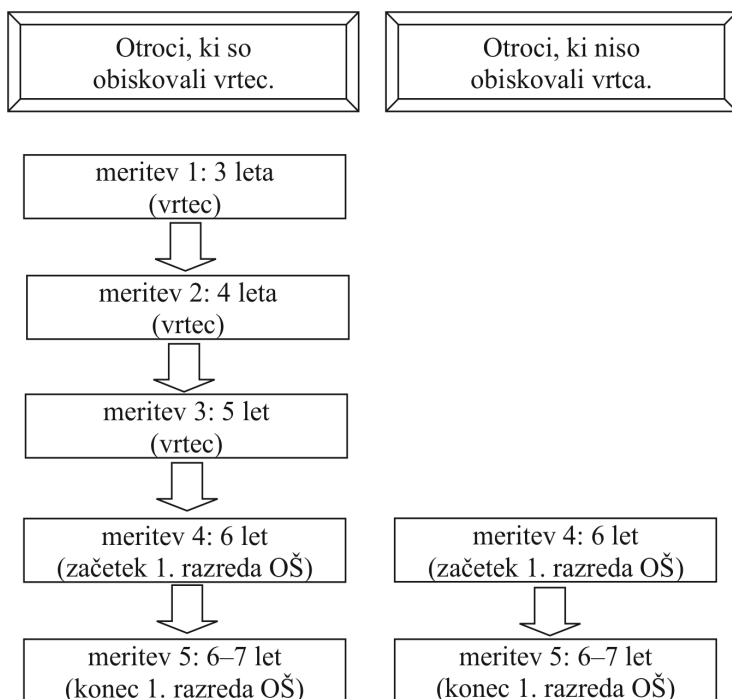 Otroci, ki so
obiskovali vrtec.
Otroci, ki niso
obiskovali vrtca.
meritev 1: 3 leta
(vrtec)
meritev 2: 4 leta
(vrtec)
meritev 3: 5 let
(vrtec)
meritev 4: 6 let
(začetek 1. razreda OŠ)
meritev 4: 6 let
(začetek 1. razreda OŠ)
meritev 5: 6–7 let
(konec 1. razreda OŠ)
meritev 5: 6–7 let
(konec 1. razreda OŠ)